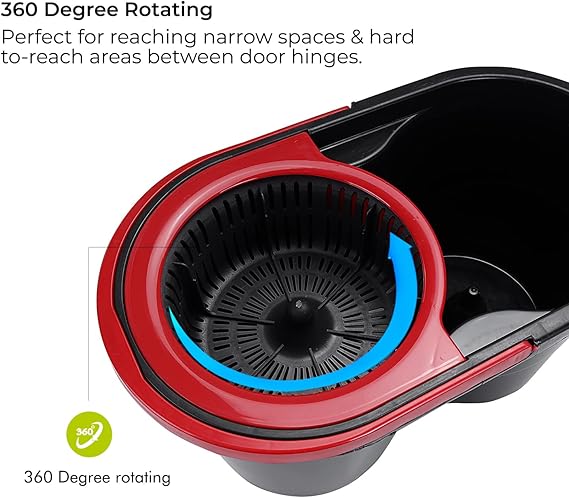 360 Degree Rotating
Perfect for reaching narrow spaces & hard
to-reach areas between door hinges.
360°
360 Degree rotating